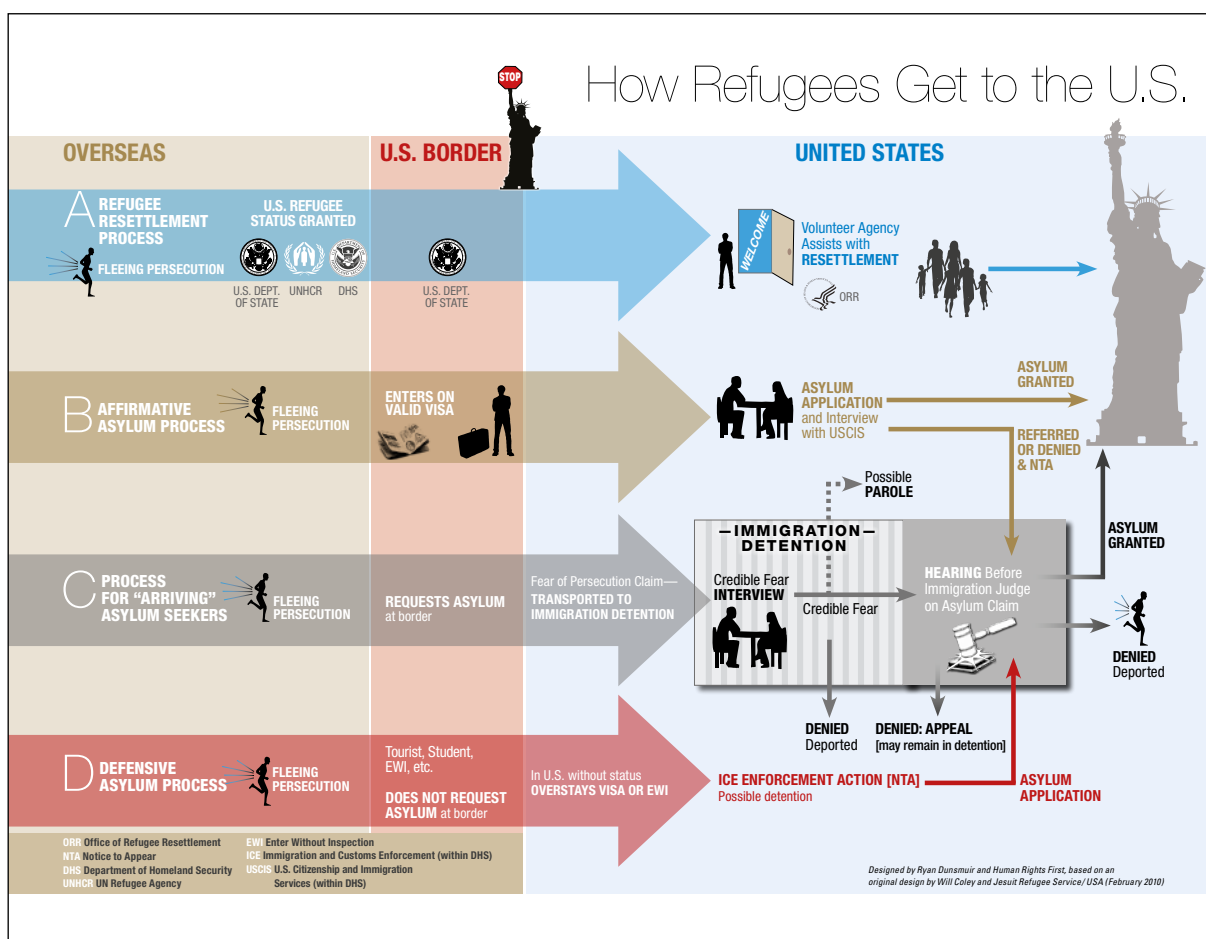 STOP
How Refugees Get to the U.S.
OVERSEAS
U.S. BORDER
UNITED STATES
A REFUGEE
RESETTLEMENT
PROCESS
FLEEING PERSECUTION
U.S. REFUGEE
STATUS GRANTED
U.S. DEPT.
OF STATE
UNHCR
DHS
U.S. DEPT.
OF STATE
WELCOME
Volunteer Agency
Assists with
RESETTLEMENT
ORR
B AFFIRMATIVE
ASYLUM PROCESS
FLEEING
PERSECUTION
ENTERS ON
VALID VISA
ASYLUM
APPLICATION
and Interview
with USCIS
ASYLUM
GRANTED
REFERRED
OR DENIED
& NTA
Possible
PAROLE
C PROCESS
FOR “ARRIVING”
ASYLUM SEEKERS
FLEEING
PERSECUTION
REQUESTS ASYLUM
at border
Fear of Persecution Claim—
TRANSPORTED TO
IMMIGRATION DETENTION
—IMMIGRATION—
DETENTION
Credible Fear
INTERVIEW
Credible Fear
HEARING Before
Immigration Judge
on Asylum Claim
ASYLUM
GRANTED
DENIED
Deported
DENIED
Deported
DENIED: APPEAL
[may remain in detention]
D DEFENSIVE
ASYLUM PROCESS
FLEEING
PERSECUTION
Tourist, Student,
EWI, etc.
DOES NOT REQUEST
ASYLUM at border
In U.S. without status
OVERSTAYS VISA OR EWI
ICE ENFORCEMENT ACTION [NTA]
Possible detention
ASYLUM
APPLICATION
ORR Office of Refugee Resettlement
NTA Notice to Appear
DHS Department of Homeland Security
UNHCR UN Refugee Agency
EWI Enter Without Inspection
ICE Immigration and Customs Enforcement (within DHS)
USCIS U.S. Citizenship and Immigration
Services (within DHS)
Designed by Ryan Dunsmuir and Human Rights First, based on an
original design by Will Coley and Jesuit Refugee Service/ USA (February 2010)